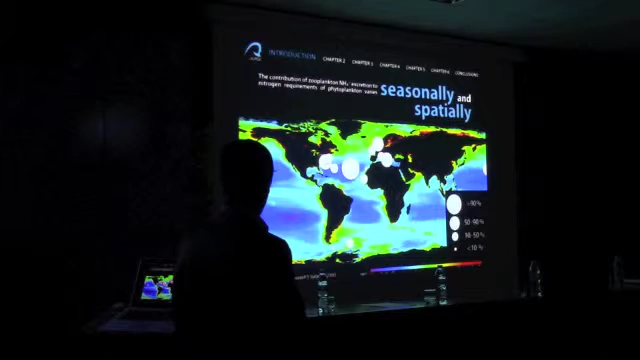 INTRODUCTION CHAPTER 2 CHAPTER 3 CHAPTER 4 CHAPTER 5 CHAPTER 6 CONCLUSIONS
The contribution of zooplankton NH₄⁺ excretion to
nitrogen requirements of phytoplankton varies
seasonally and
spatially
>90 %
50 -90 %
10- 50 %
<10 %